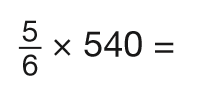 5/6 × 540 =